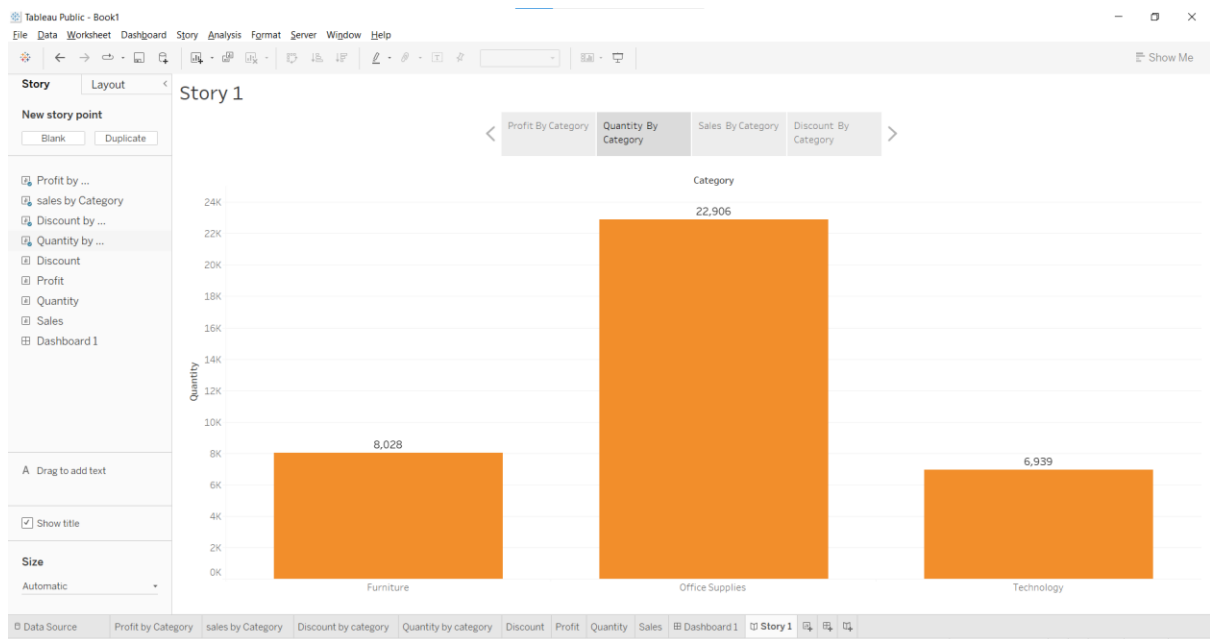 Tableau Public - Book1
File Data Worksheet Dashboard Story Analysis Format Server Window Help
Show Me
Story Layout
New story point
Blank Duplicate
Profit by ...
sales by Category
Discount by ...
Quantity by ...
Discount
Profit
Quantity
Sales
Dashboard 1
A Drag to add text
Show title
Size
Automatic
Story 1
Profit By Category
Quantity By
Category
Sales By Category
Discount By
Category
Category
24K
22K
20K
18K
16K
14K
12K
10K
8K
6K
4K
2K
0K
Quantity
8,028
22,906
6,939
Furniture Office Supplies Technology
Data Source Profit by Category sales by Category Discount by category Quantity by category Discount Profit Quantity Sales Dashboard 1 Story 1